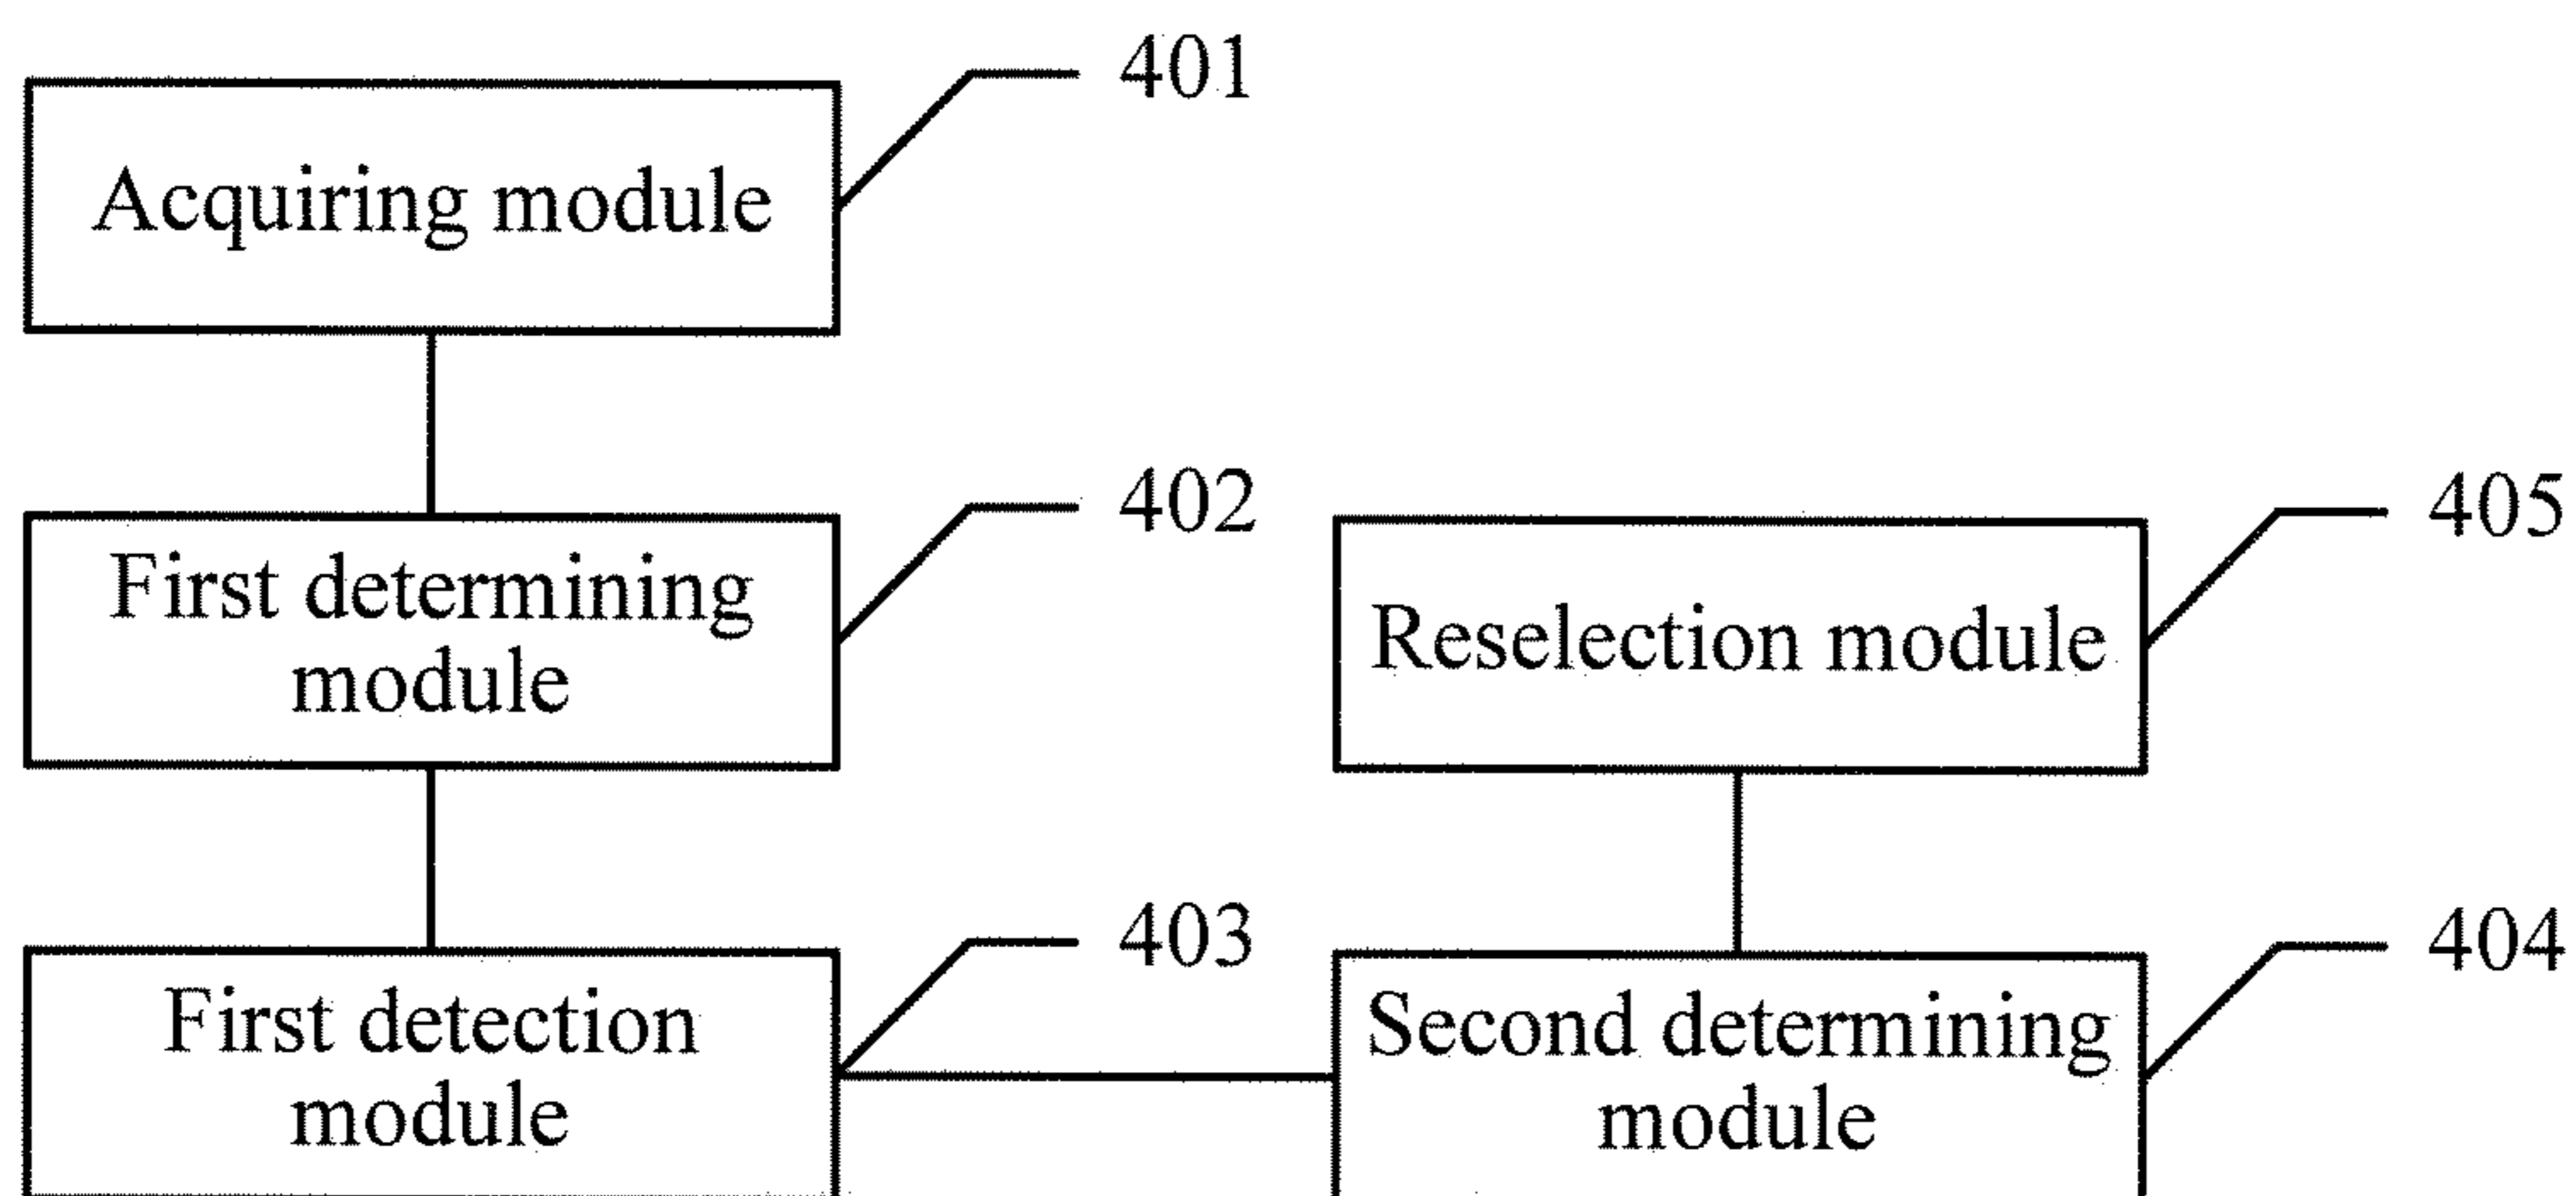 401
Acquiring module
402
First determining
module
405
Reselection module
403
First detection
module
404
Second determining
module